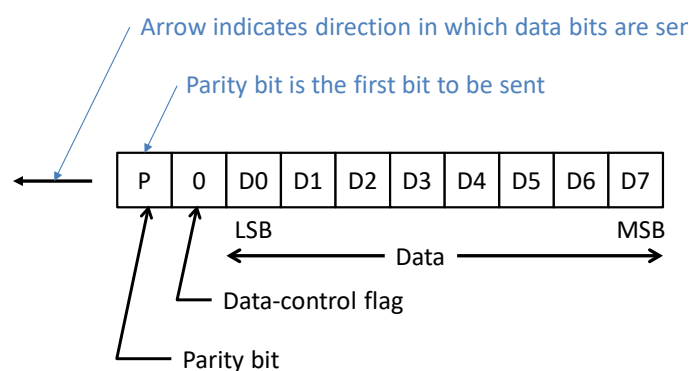 Arrow indicates direction in which data bits are
Parity bit is the first bit to be sent
P 0 D0 D1 D2 D3 D4 D5 D6 D7
LSB MSB
Data
Data-control flag
Parity bit